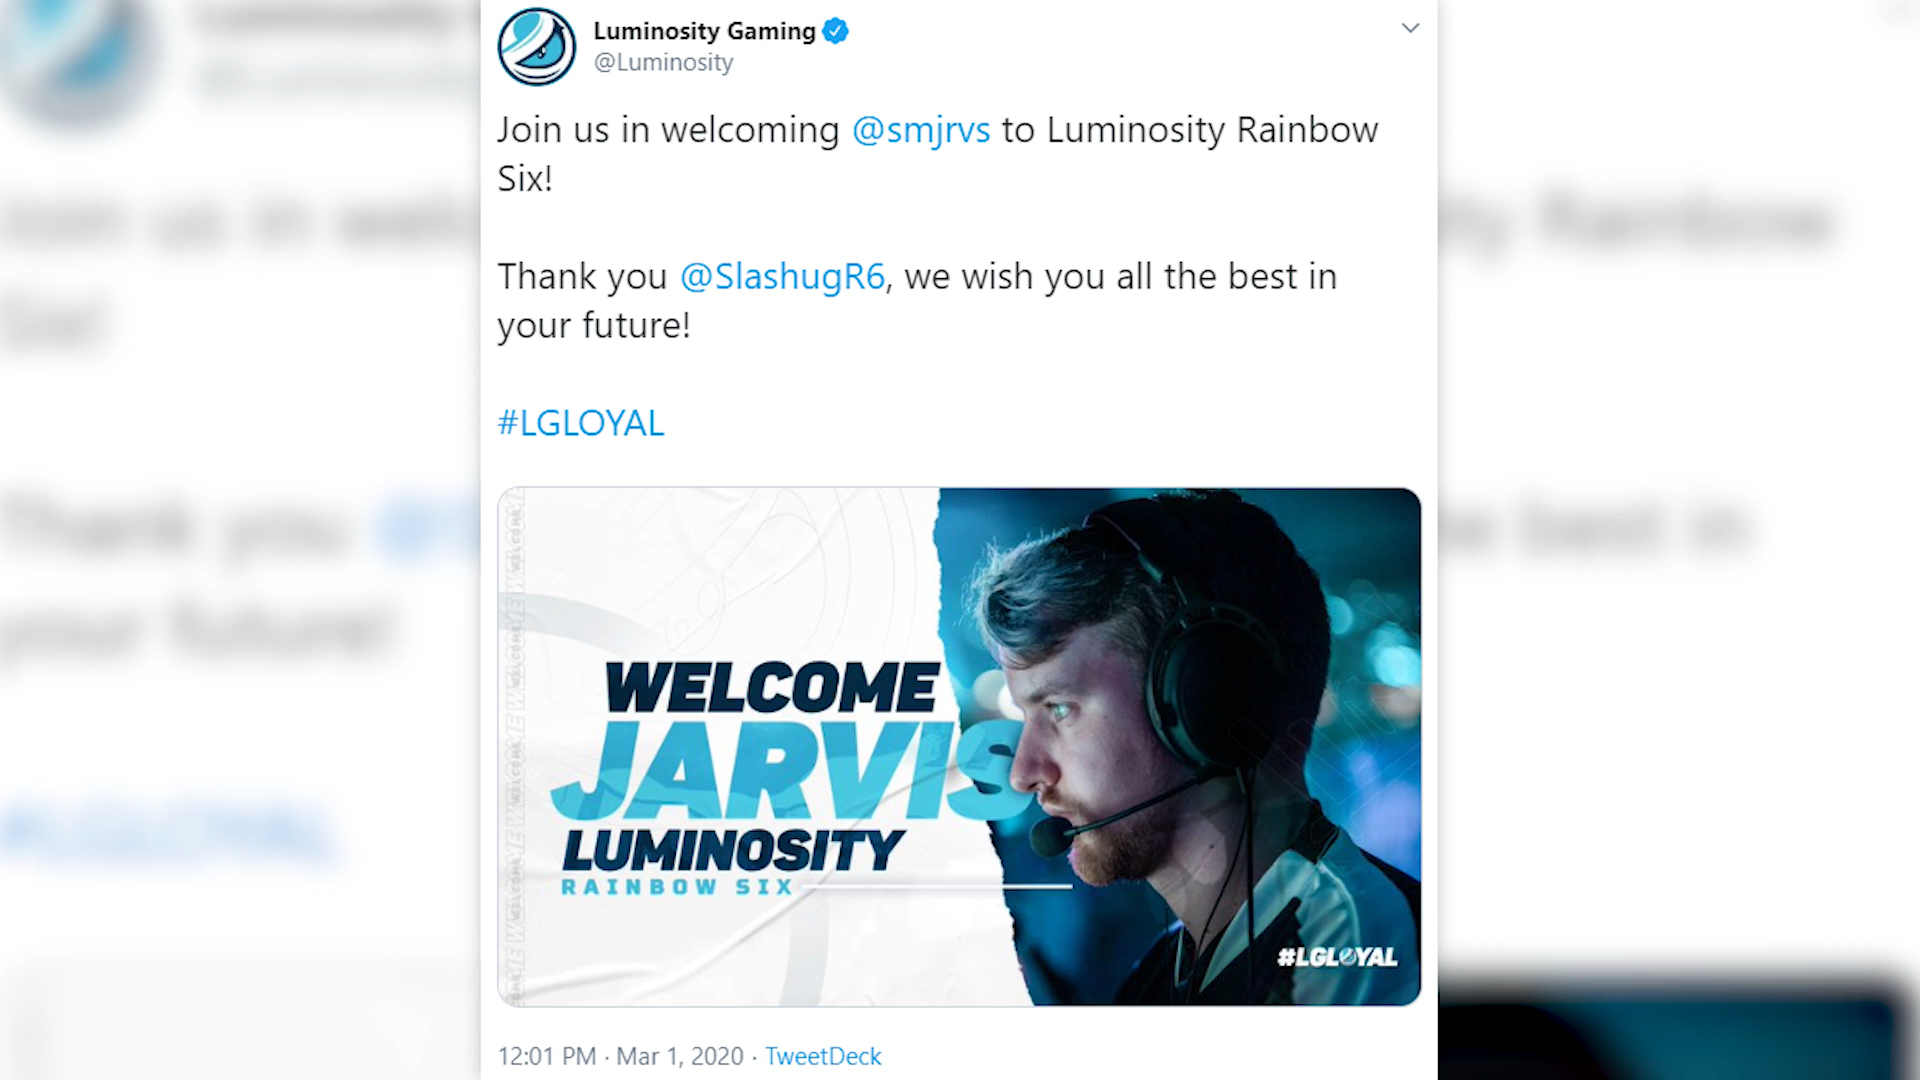 Luminosity Gaming
@Luminosity
Join us in welcoming @smjrvs to Luminosity Rainbow
Six!
Thank you @SlashugR6, we wish you all the best in
your future!
#LGLOYAL
WELCOME
JARVIS
LUMINOSITY
RAINBOW SIX
#LGLOYAL
12:01 PM · Mar 1, 2020 · TweetDeck